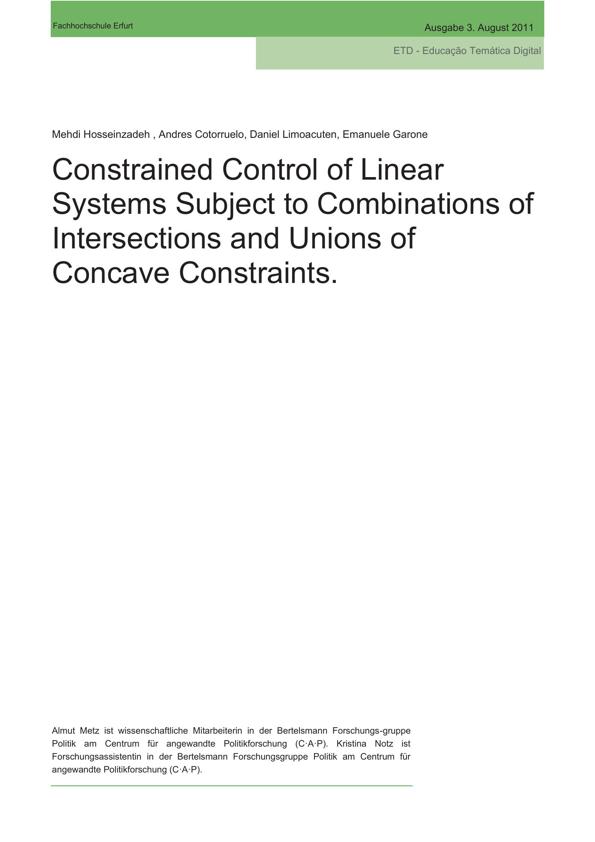 Fachhochschule Erfurt
Ausgabe 3. August 2011
ETD - Educação Temática Digital
Mehdi Hosseinzadeh , Andres Cotorruelo, Daniel Limoacuten, Emanuele Garone
Constrained Control of Linear
Systems Subject to Combinations of
Intersections and Unions of
Concave Constraints.
Almut Metz ist wissenschaftliche Mitarbeiterin in der Bertelsmann Forschungs-gruppe
Politik am Centrum für angewandte Politikforschung (C·A·P). Kristina Notz ist
Forschungsassistentin in der Bertelsmann Forschungsgruppe Politik am Centrum für
angewandte Politikforschung (C·A·P).